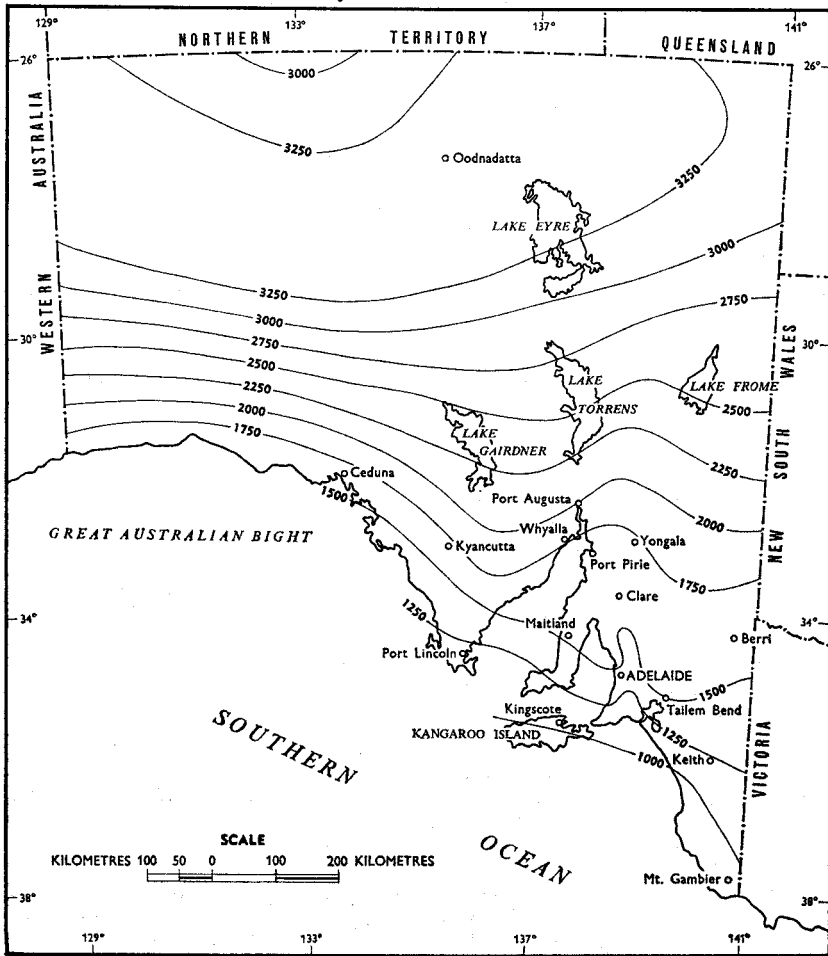 129° 133° 137° 141°
NORTHERN TERRITORY QUEENSLAND
26° 26°
3000
3250
Oodnadatta
3250
AUSTRALIA
LAKE EYRE
3000
3250
2750
3000
WESTERN
30° 30°
2750
2500
LAKE TORRENS
LAKE FROME
WALES
2250
2500
2000
LAKE GAIRDNER
1750
2250
SOUTH
Ceduna
1500
Port Augusta
2000
GREAT AUSTRALIAN BIGHT
Whyalla
Kyancutta
Yongala
NEW
Port Pirie
1750
Clare
1250
34° 34°
Maitland
Berri
Port Lincoln
ADELAIDE
1500
Tailem Bend
Kingscote
SOUTHERN
KANGAROO ISLAND
1250
1000
Keith
VICTORIA
SCALE
KILOMETRES 100 50 0 100 200 KILOMETRES
OCEAN
Mt. Gambier
38° 38°
129° 133° 137° 141°